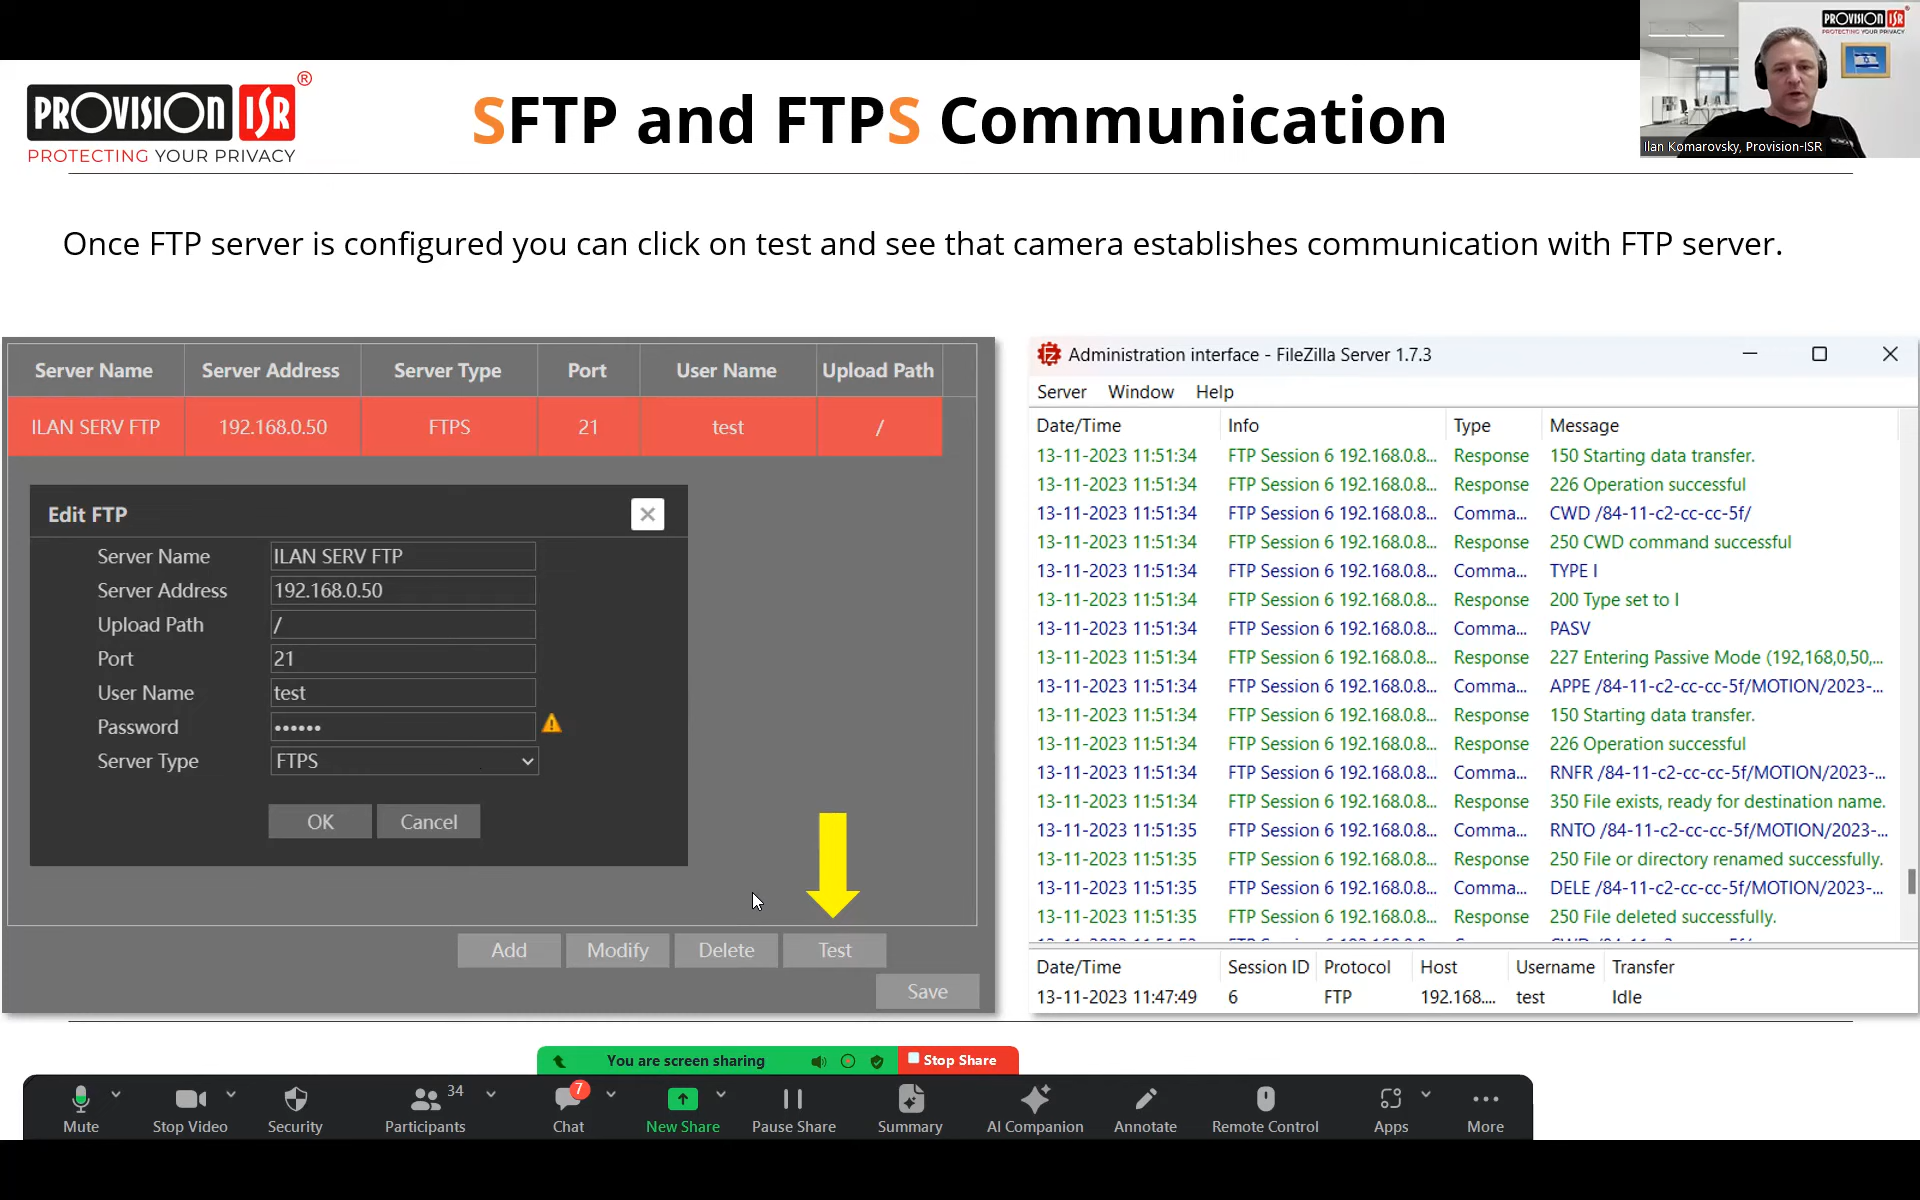 PROVISION ISR®
PROTECTING YOUR PRIVACY
SFTP and FTPS Communication
PROVISION ISR®
PROTECTING YOUR PRIVACY
Ilan Komarovsky, Provision-ISR
Once FTP server is configured you can click on test and see that camera establishes communication with FTP server.
Server Name Server Address Server Type Port User Name Upload Path
ILAN SERV FTP 192.168.0.50 FTPS 21 test /
Edit FTP
Server Name ILAN SERV FTP
Server Address 192.168.0.50
Upload Path /
Port 21
User Name test
Password ••••••
Server Type FTPS
OK Cancel
Add Modify Delete Test
Save
Administration interface - FileZilla Server 1.7.3
Server Window Help
Date/Time Info Type Message
13-11-2023 11:51:34 FTP Session 6 192.168.0.8... Response 150 Starting data transfer.
13-11-2023 11:51:34 FTP Session 6 192.168.0.8... Response 226 Operation successful
13-11-2023 11:51:34 FTP Session 6 192.168.0.8... Comma... CWD /84-11-c2-cc-cc-5f/
13-11-2023 11:51:34 FTP Session 6 192.168.0.8... Response 250 CWD command successful
13-11-2023 11:51:34 FTP Session 6 192.168.0.8... Comma... TYPE I
13-11-2023 11:51:34 FTP Session 6 192.168.0.8... Response 200 Type set to I
13-11-2023 11:51:34 FTP Session 6 192.168.0.8... Comma... PASV
13-11-2023 11:51:34 FTP Session 6 192.168.0.8... Response 227 Entering Passive Mode (192,168,0,50,...
13-11-2023 11:51:34 FTP Session 6 192.168.0.8... Comma... APPE /84-11-c2-cc-cc-5f/MOTION/2023-...
13-11-2023 11:51:34 FTP Session 6 192.168.0.8... Response 150 Starting data transfer.
13-11-2023 11:51:34 FTP Session 6 192.168.0.8... Response 226 Operation successful
13-11-2023 11:51:34 FTP Session 6 192.168.0.8... Comma... RNFR /84-11-c2-cc-cc-5f/MOTION/2023-...
13-11-2023 11:51:34 FTP Session 6 192.168.0.8... Response 350 File exists, ready for destination name.
13-11-2023 11:51:35 FTP Session 6 192.168.0.8... Comma... RNTO /84-11-c2-cc-cc-5f/MOTION/2023-...
13-11-2023 11:51:35 FTP Session 6 192.168.0.8... Response 250 File or directory renamed successfully.
13-11-2023 11:51:35 FTP Session 6 192.168.0.8... Comma... DELE /84-11-c2-cc-cc-5f/MOTION/2023-...
13-11-2023 11:51:35 FTP Session 6 192.168.0.8... Response 250 File deleted successfully.
Date/Time Session ID Protocol Host Username Transfer
13-11-2023 11:47:49 6 FTP 192.168.... test Idle
You are screen sharing Stop Share
34 7
Mute Stop Video Security Participants Chat New Share Pause Share Summary AI Companion Annotate Remote Control Apps More